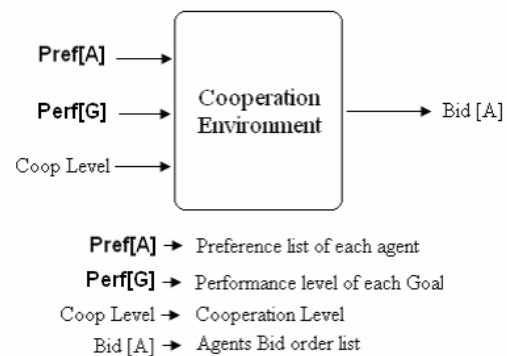 Pref[A]
Perf[G]
Coop Level
Cooperation
Environment
Bid [A]
Pref[A] → Preference list of each agent
Perf[G] → Performance level of each Goal
Coop Level → Cooperation Level
Bid [A] → Agents Bid order list